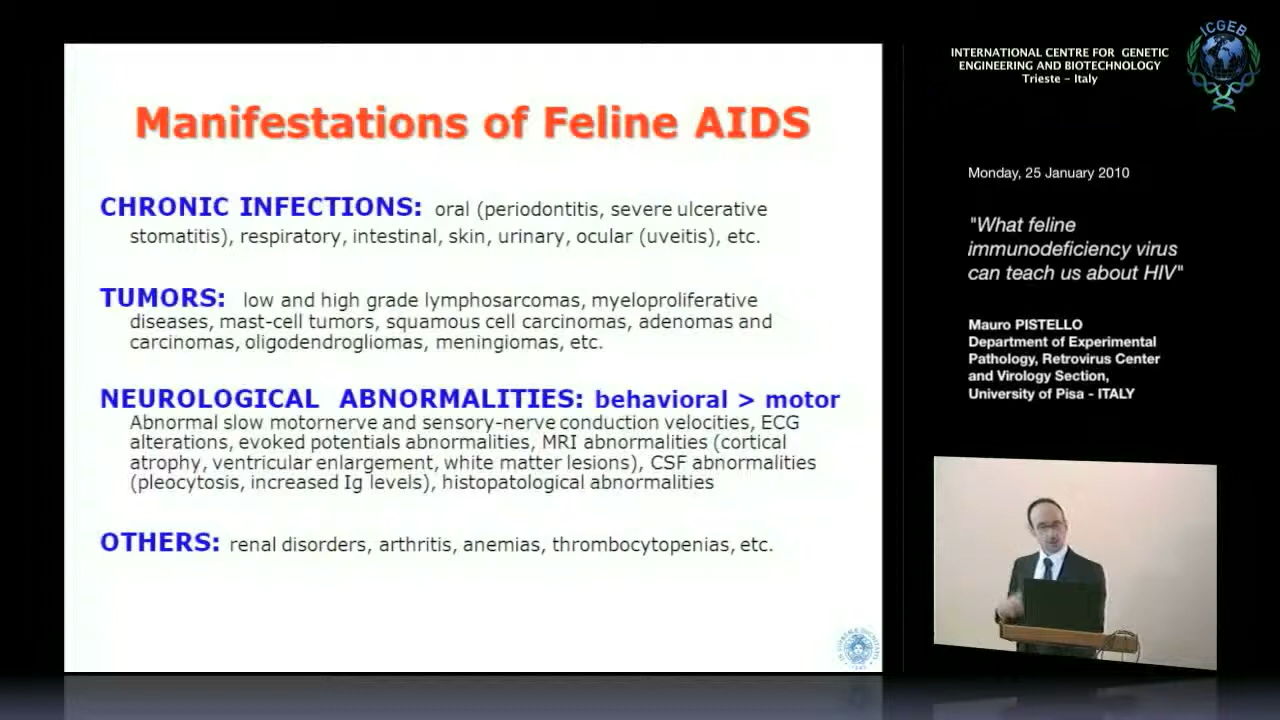 Manifestations of Feline AIDS
CHRONIC INFECTIONS: oral (periodontitis, severe ulcerative
stomatitis), respiratory, intestinal, skin, urinary, ocular (uveitis), etc.
TUMORS: low and high grade lymphosarcomas, myeloproliferative
diseases, mast-cell tumors, squamous cell carcinomas, adenomas and
carcinomas, oligodendrogliomas, meningiomas, etc.
NEUROLOGICAL ABNORMALITIES: behavioral > motor
Abnormal slow motornerve and sensory-nerve conduction velocities, ECG
alterations, evoked potentials abnormalities, MRI abnormalities (cortical
atrophy, ventricular enlargement, white matter lesions), CSF abnormalities
(pleocytosis, increased Ig levels), histopatological abnormalities
OTHERS: renal disorders, arthritis, anemias, thrombocytopenias, etc.
INTERNATIONAL CENTRE FOR GENETIC
ENGINEERING AND BIOTECHNOLOGY
Trieste - Italy
ICGEB
Monday, 25 January 2010
"What feline
immunodeficiency virus
can teach us about HIV"
Mauro PISTELLO
Department of Experimental
Pathology, Retrovirus Center
and Virology Section,
University of Pisa - ITALY